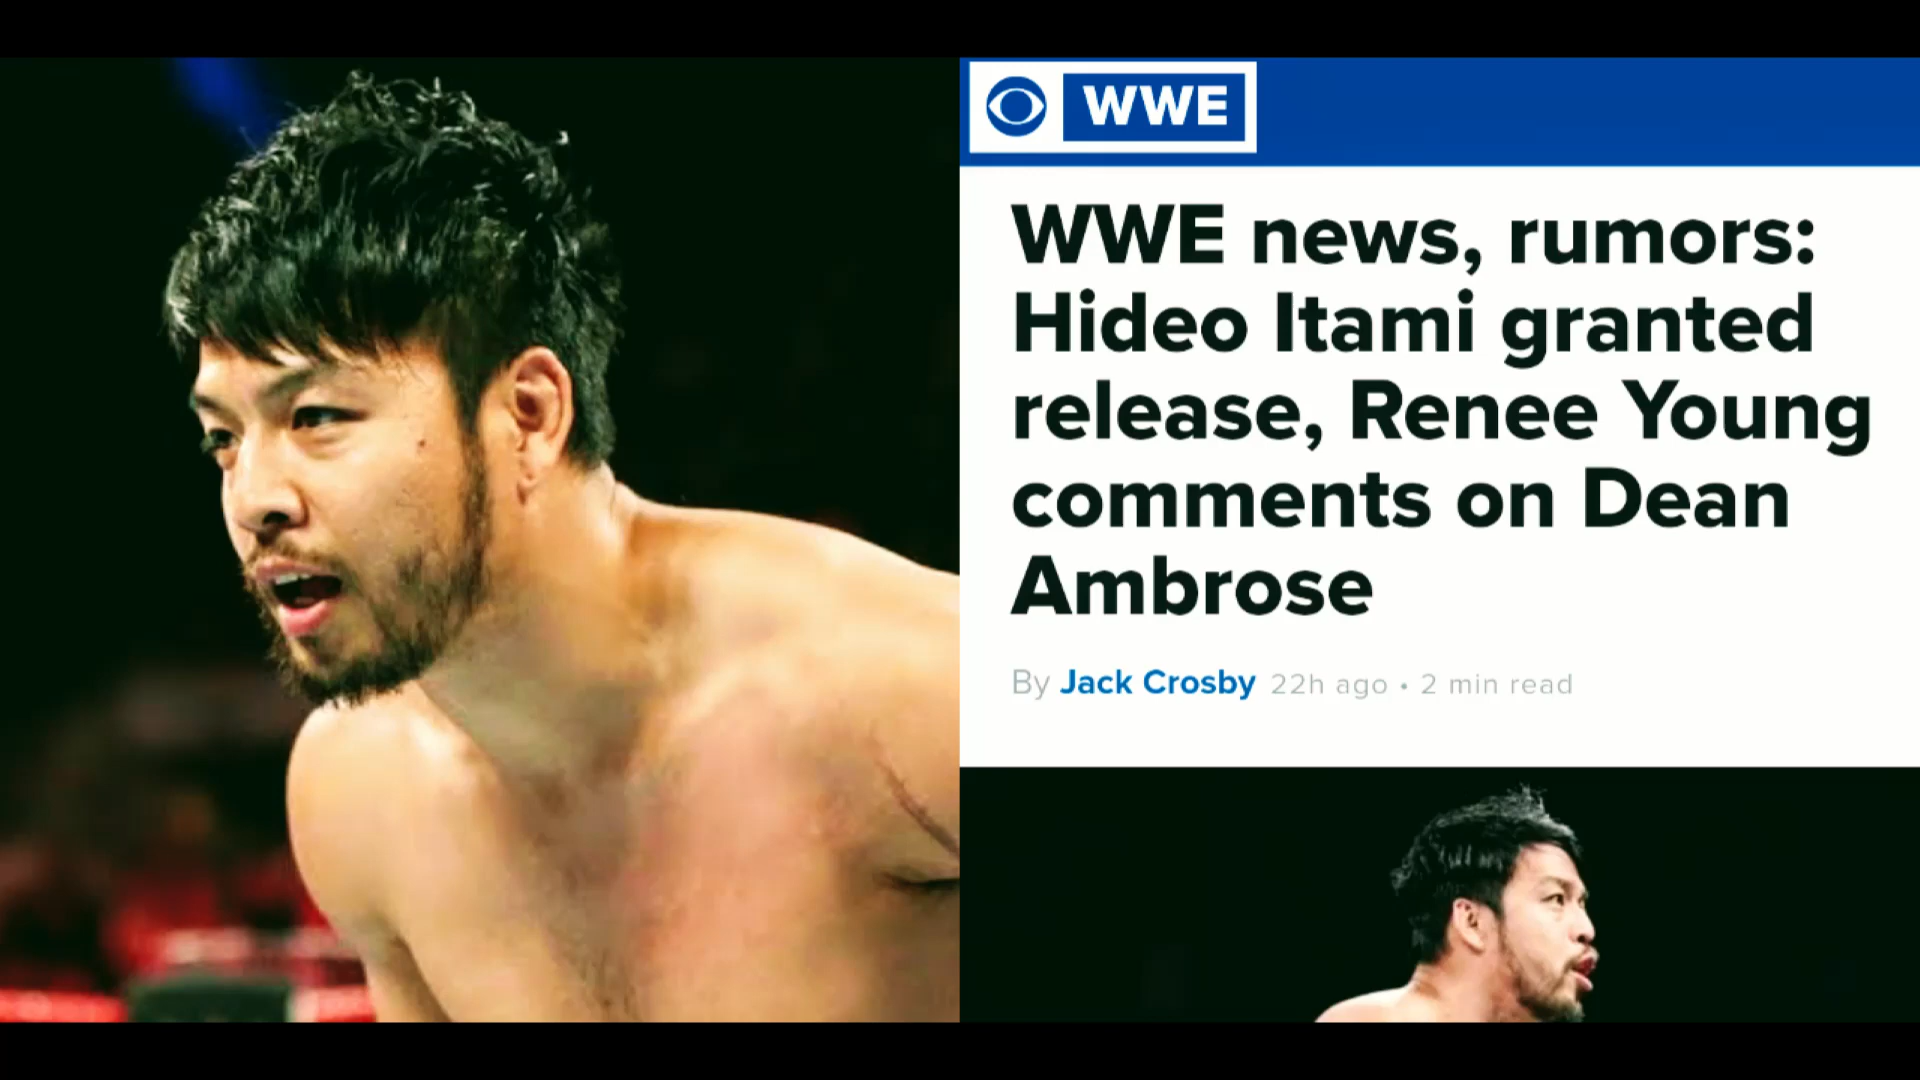 WWE
WWE news, rumors:
Hideo Itami granted
release, Renee Young
comments on Dean
Ambrose
By Jack Crosby 22h ago • 2 min read